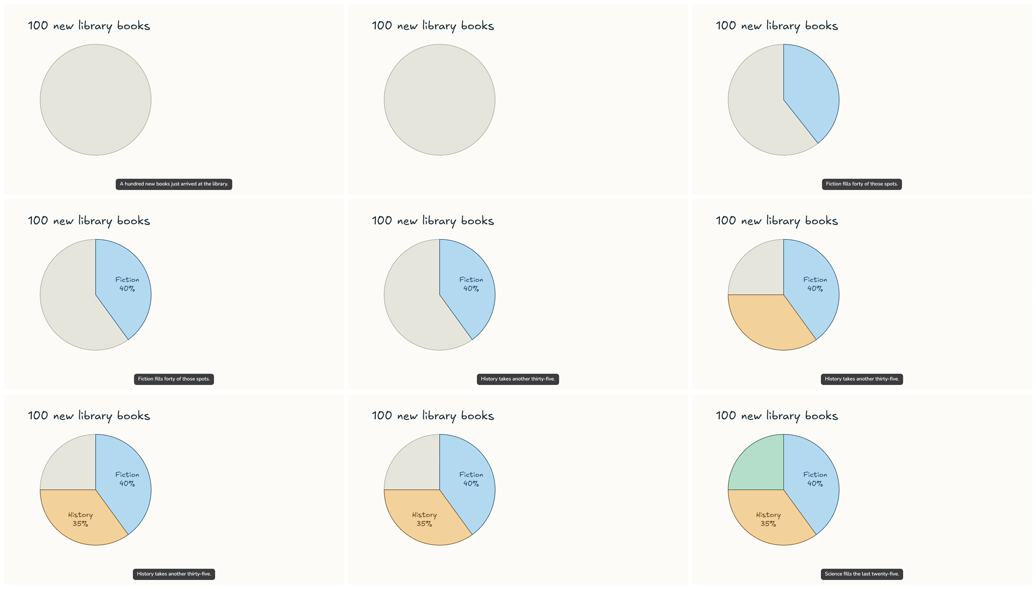 100 new library books
A hundred new books just arrived at the library.
100 new library books
100 new library books
Fiction fills forty of those spots.
100 new library books
Fiction
40%
Fiction fills forty of those spots.
100 new library books
Fiction
40%
History takes another thirty-five.
100 new library books
Fiction
40%
History takes another thirty-five.
100 new library books
Fiction
40%
History
35%
History takes another thirty-five.
100 new library books
Fiction
40%
History
35%
100 new library books
Fiction
40%
History
35%
Science fills the last twenty-five.